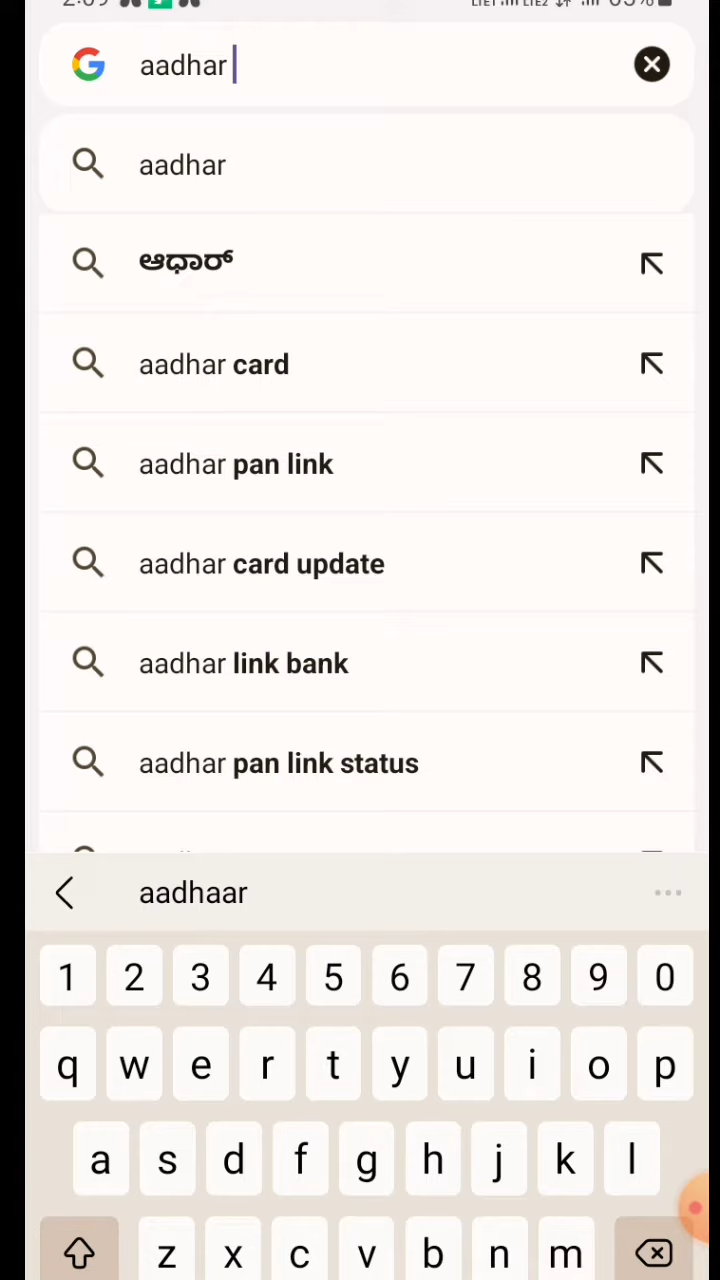 aadhar
aadhar
ಆಧಾರ್
aadhar card
aadhar pan link
aadhar card update
aadhar link bank
aadhar pan link status
aadhaar
1 2 3 4 5 6 7 8 9 0
q w e r t y u i o p
a s d f g h j k l
z x c v b n m